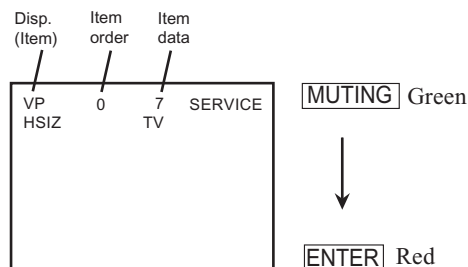 Disp. Item Item
(Item) order data
VP 0 7 SERVICE
HSIZ TV
MUTING Green
ENTER Red